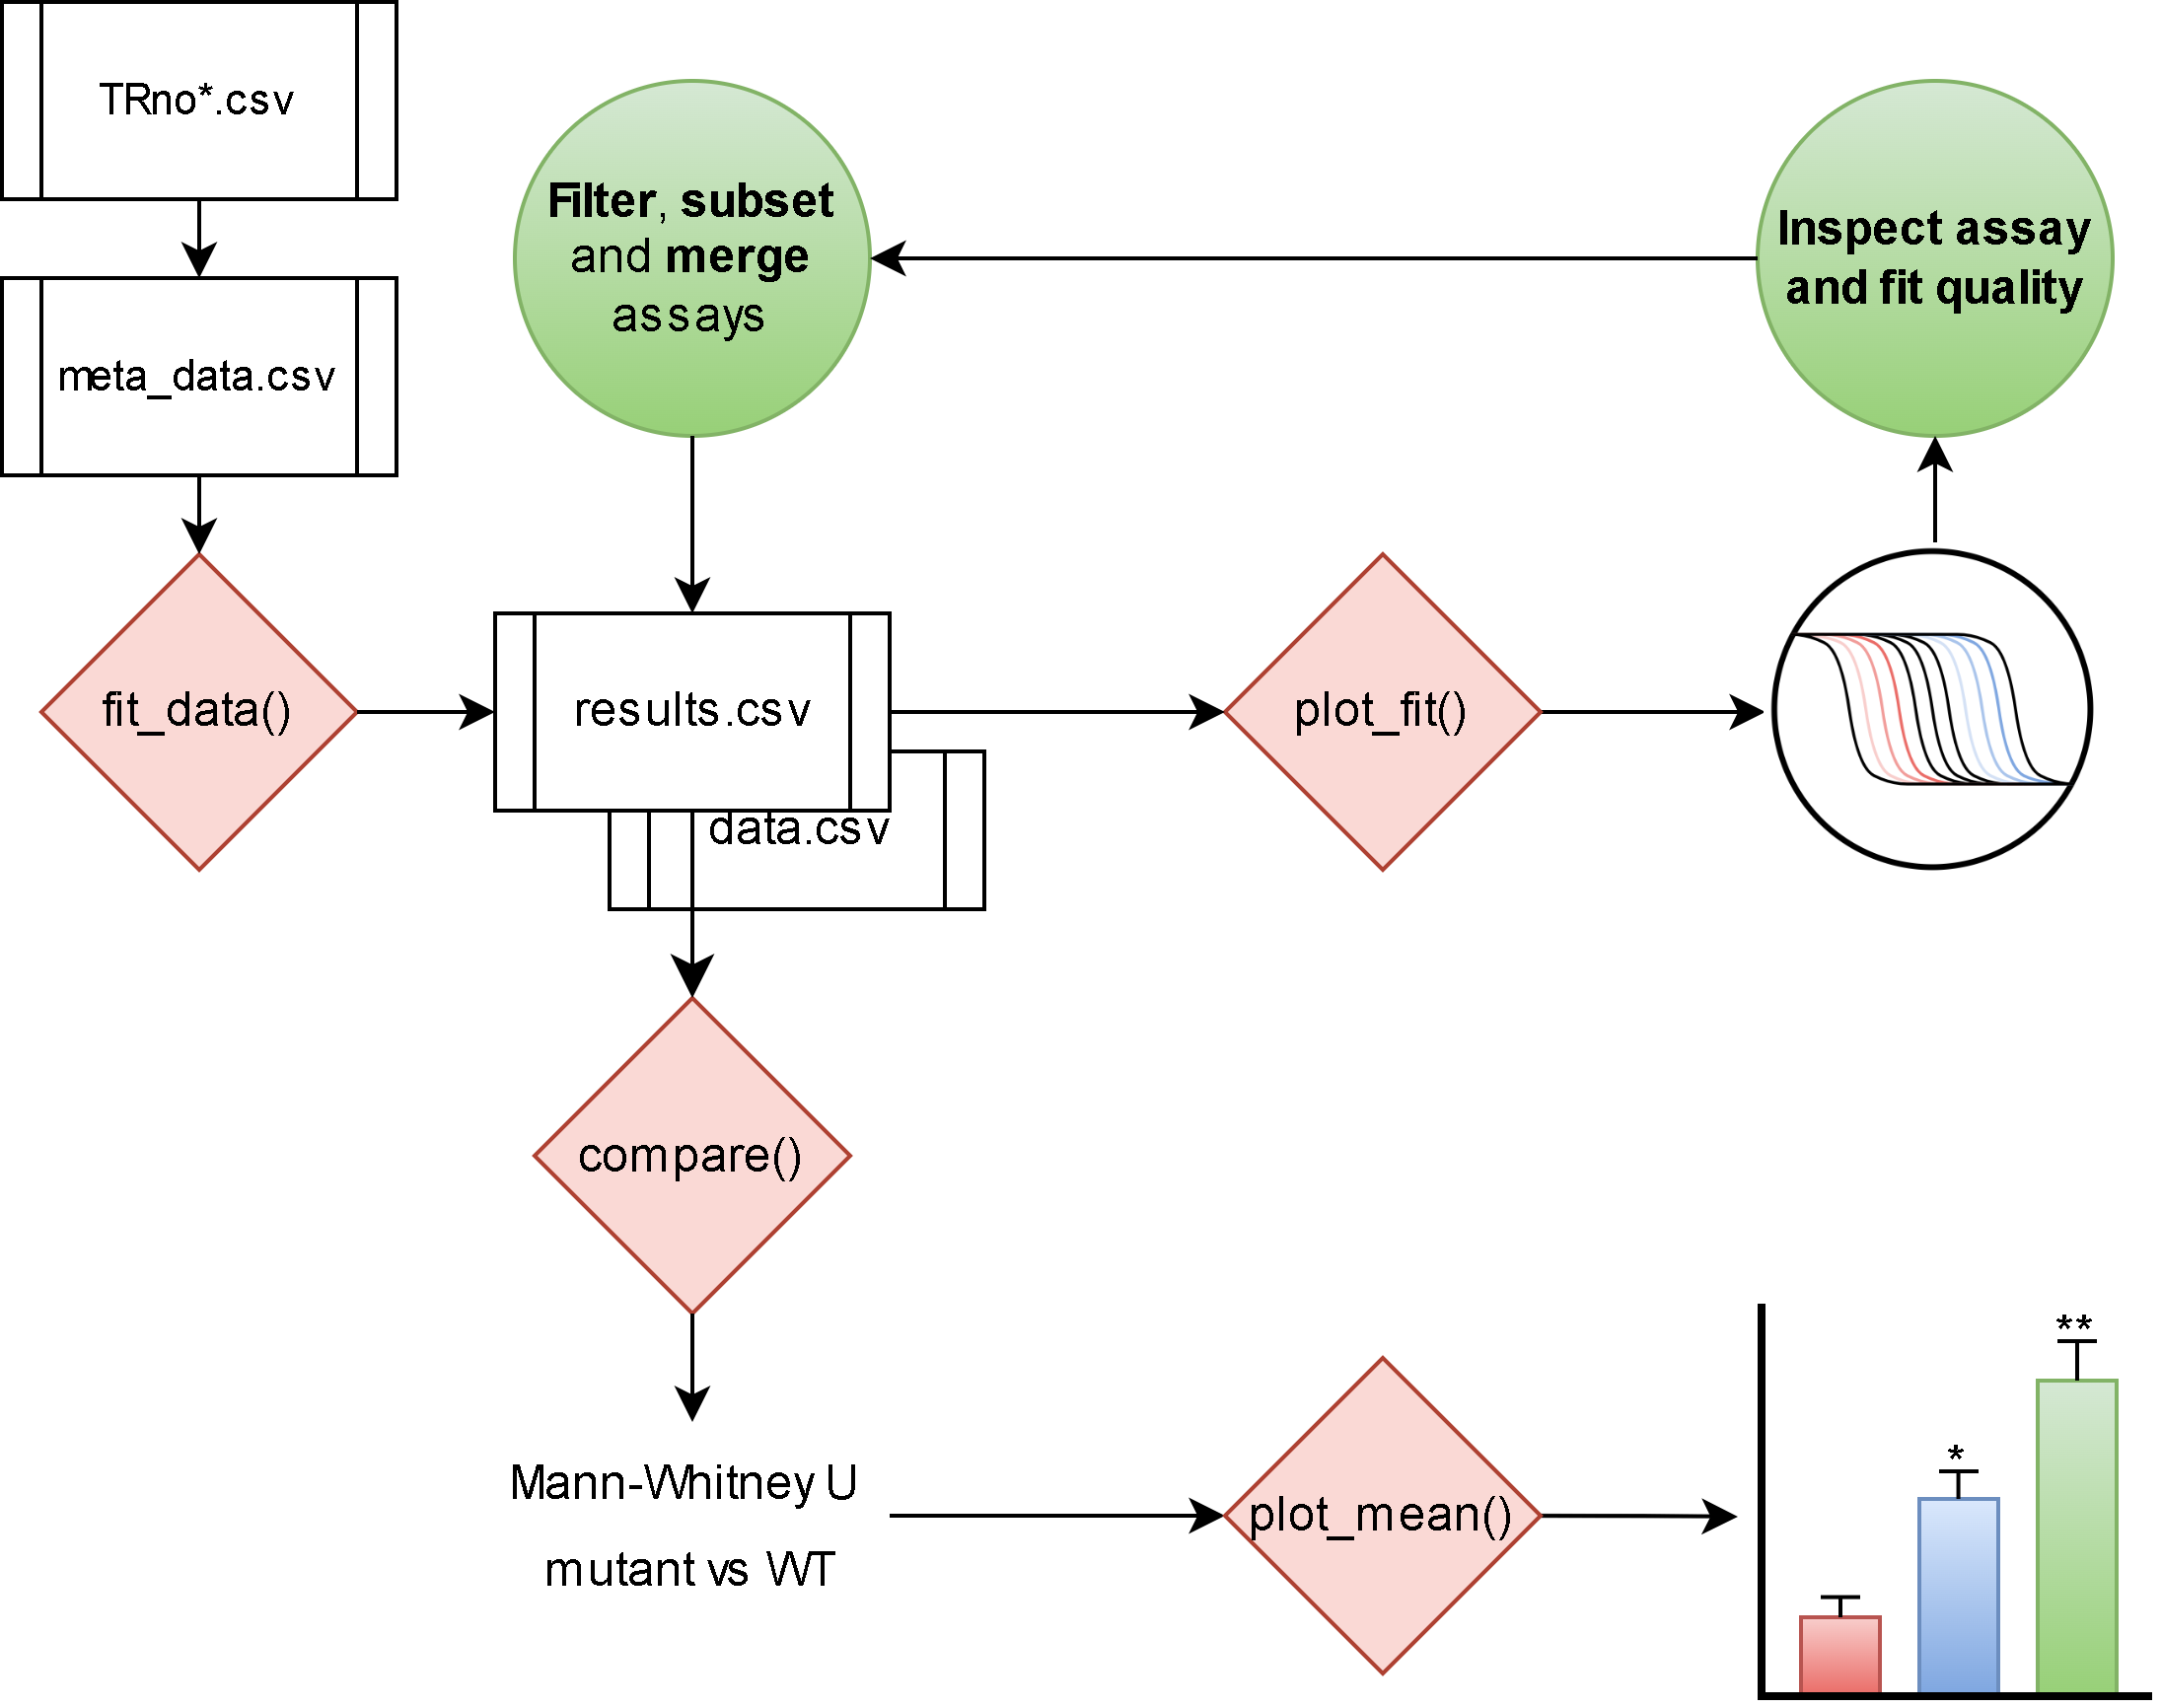 TRno*.csv
meta_data.csv
Filter, subset
and merge
assays
Inspect assay
and fit quality
fit_data()
results.csv
data.csv
plot_fit()
compare()
Mann-Whitney U
mutant vs WT
plot_mean()
*
**